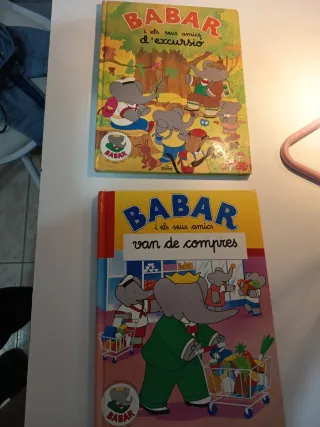 BABAR
i els seus amics
d'excursió
BABAR
BABAR
i els seus amics
van de compres
BABAR